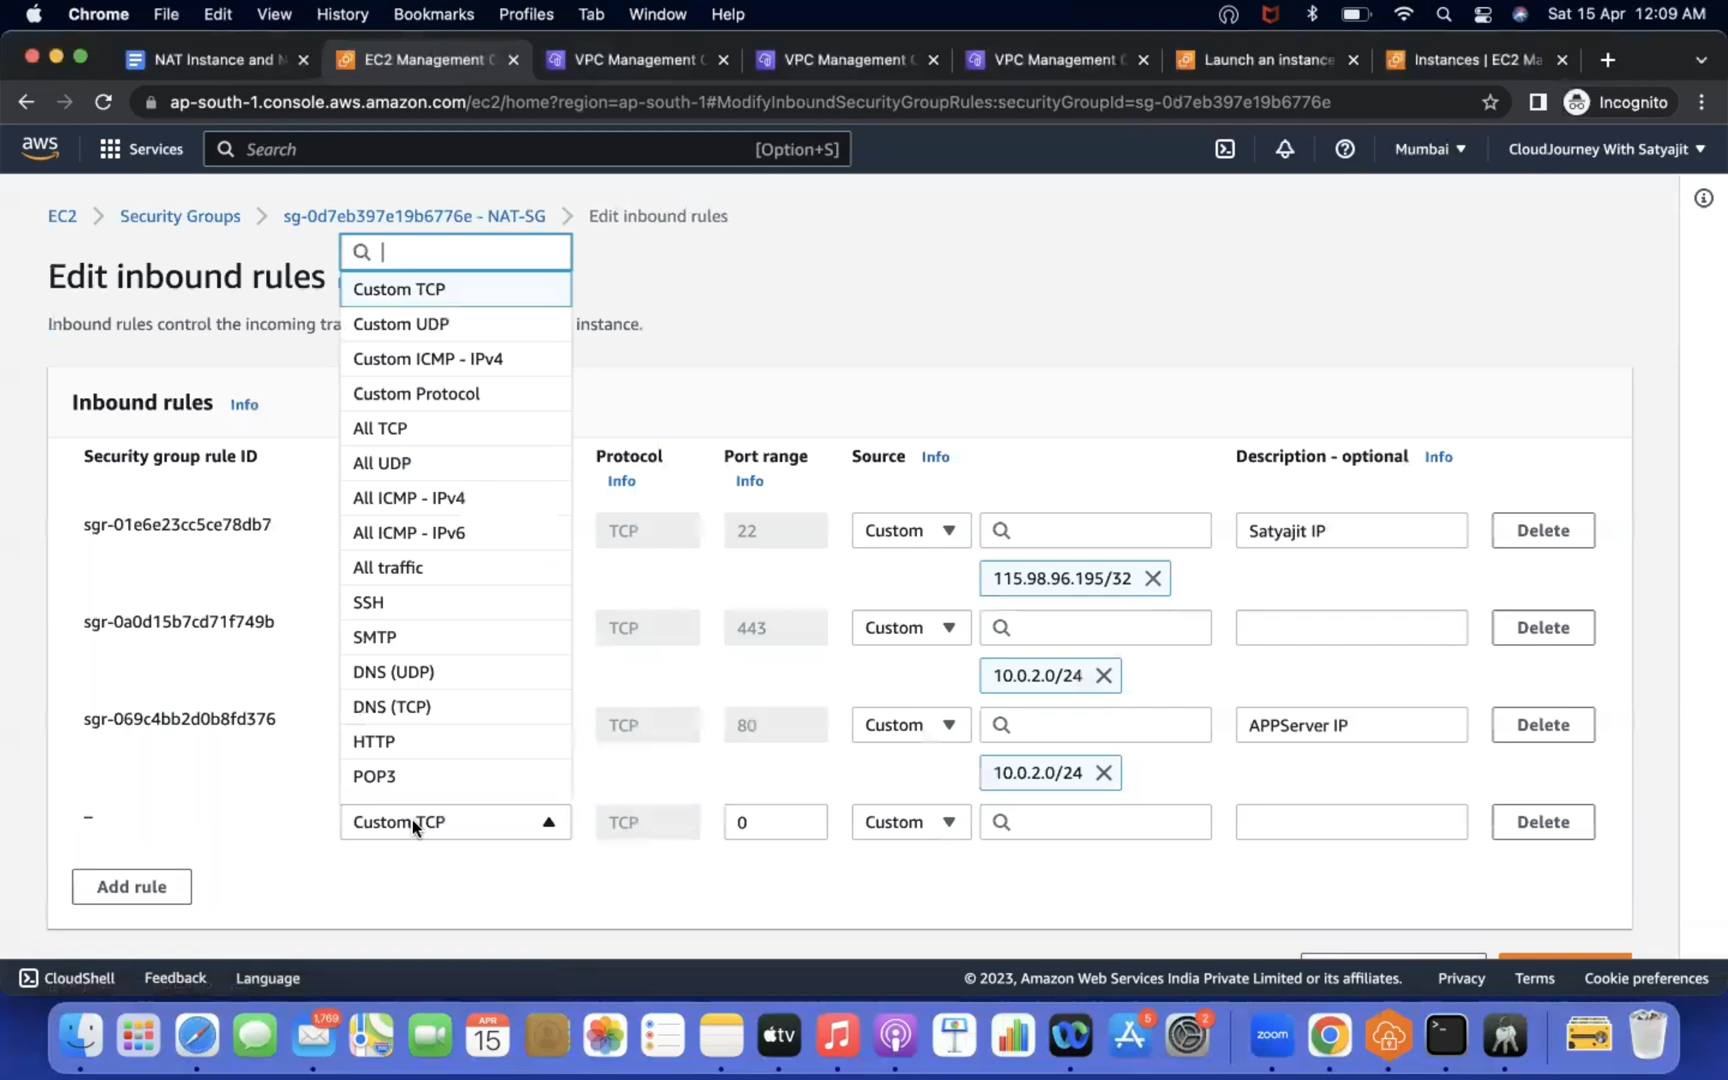 Chrome File Edit View History Bookmarks Profiles Tab Window Help Sat 15 Apr 12:09 AM
NAT Instance and EC2 Management VPC Management VPC Management VPC Management Launch an instance Instances | EC2 Ma
ap-south-1.console.aws.amazon.com/ec2/home?region=ap-south-1#ModifyInboundSecurityGroupRules:securityGroupId=sg-0d7eb397e19b6776e Incognito
aws Services Search [Option+S] Mumbai CloudJourney With Satyajit
EC2 Security Groups sg-0d7eb397e19b6776e - NAT-SG Edit inbound rules
Edit inbound rules
Inbound rules control the incoming tra instance.
Custom TCP
Custom UDP
Custom ICMP - IPv4
Custom Protocol
All TCP
All UDP
All ICMP - IPv4
All ICMP - IPv6
All traffic
SSH
SMTP
DNS (UDP)
DNS (TCP)
HTTP
POP3
Inbound rules Info
Security group rule ID Protocol Port range Source Info Description - optional Info
Info Info
sgr-01e6e23cc5ce78db7 TCP 22 Custom Satyajit IP Delete
115.98.96.195/32
sgr-0a0d15b7cd71f749b TCP 443 Custom Delete
10.0.2.0/24
sgr-069c4bb2d0b8fd376 TCP 80 Custom APPServer IP Delete
10.0.2.0/24
– Custom TCP TCP 0 Custom Delete
Add rule
CloudShell Feedback Language © 2023, Amazon Web Services India Private Limited or its affiliates. Privacy Terms Cookie preferences
1,769 APR 15 tv 5 2 zoom